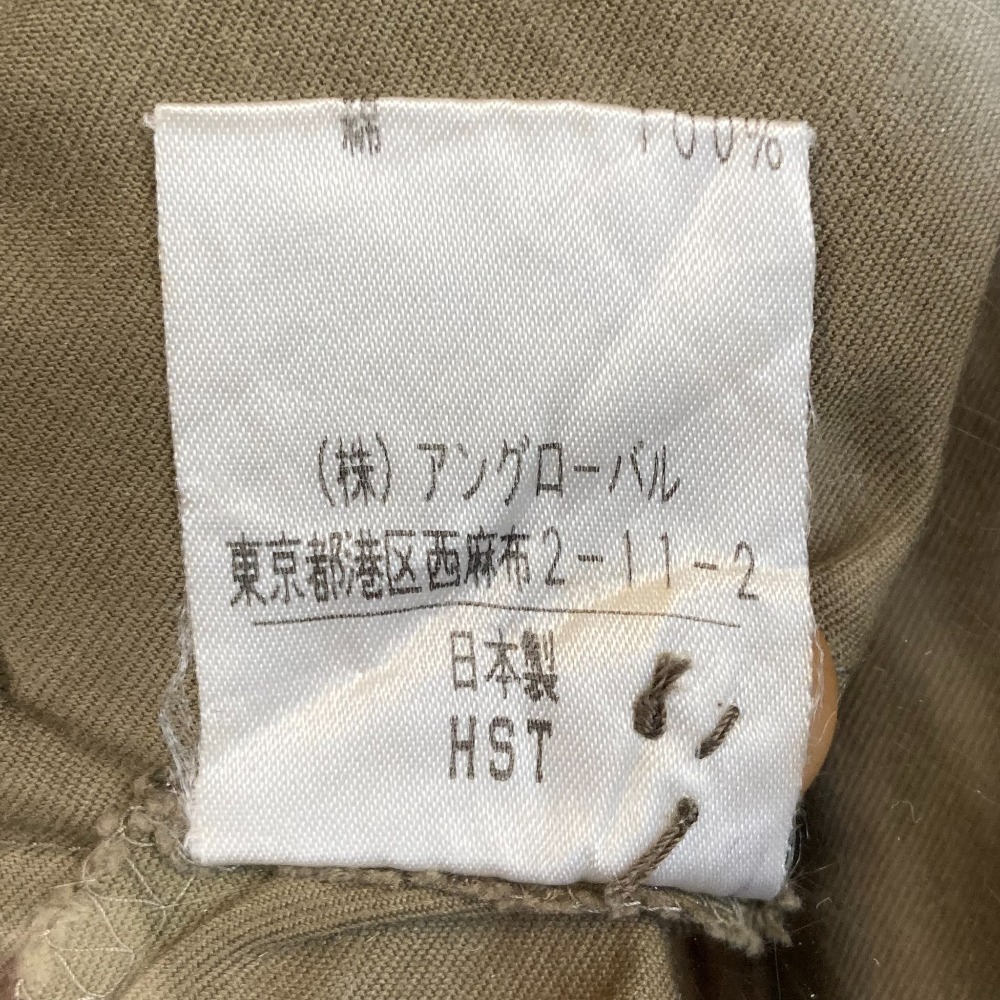 綿 100%
(株)アングローバル
東京都港区西麻布2-11-2
日本製
HST